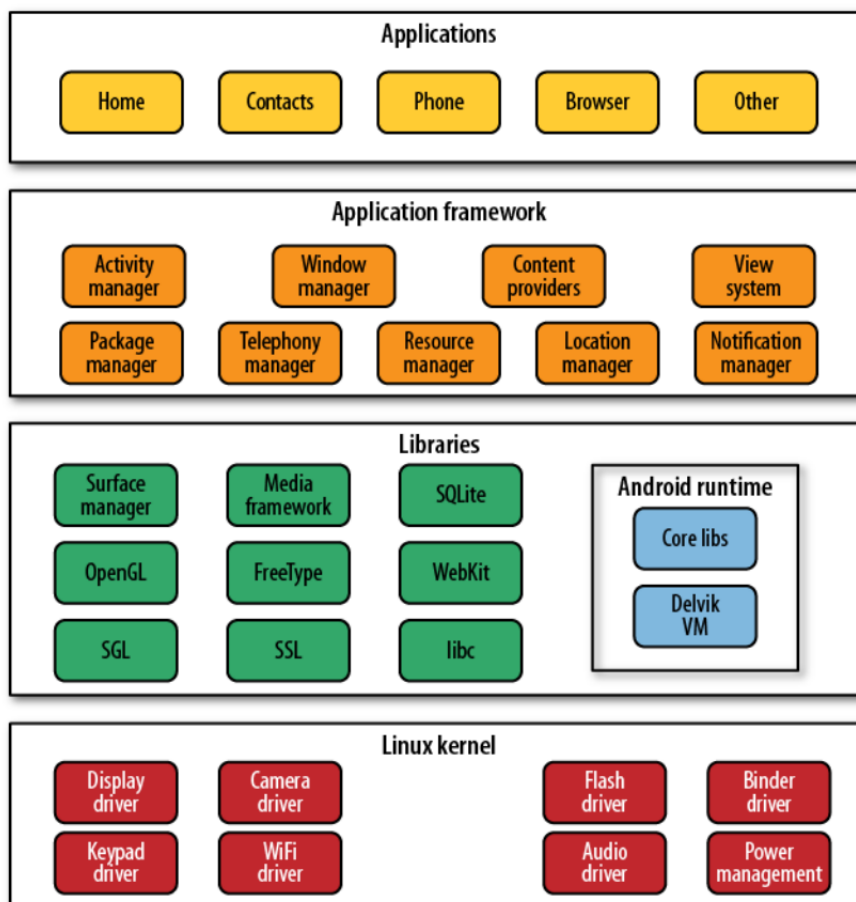 Applications
Home
Contacts
Phone
Browser
Other
Application framework
Activity
manager
Window
manager
Content
providers
View
system
Package
manager
Telephony
manager
Resource
manager
Location
manager
Notification
manager
Libraries
Surface
manager
Media
framework
SQLite
OpenGL
FreeType
WebKit
SGL
SSL
libc
Android runtime
Core libs
Delvik
VM
Linux kernel
Display
driver
Camera
driver
Flash
driver
Binder
driver
Keypad
driver
WiFi
driver
Audio
driver
Power
management